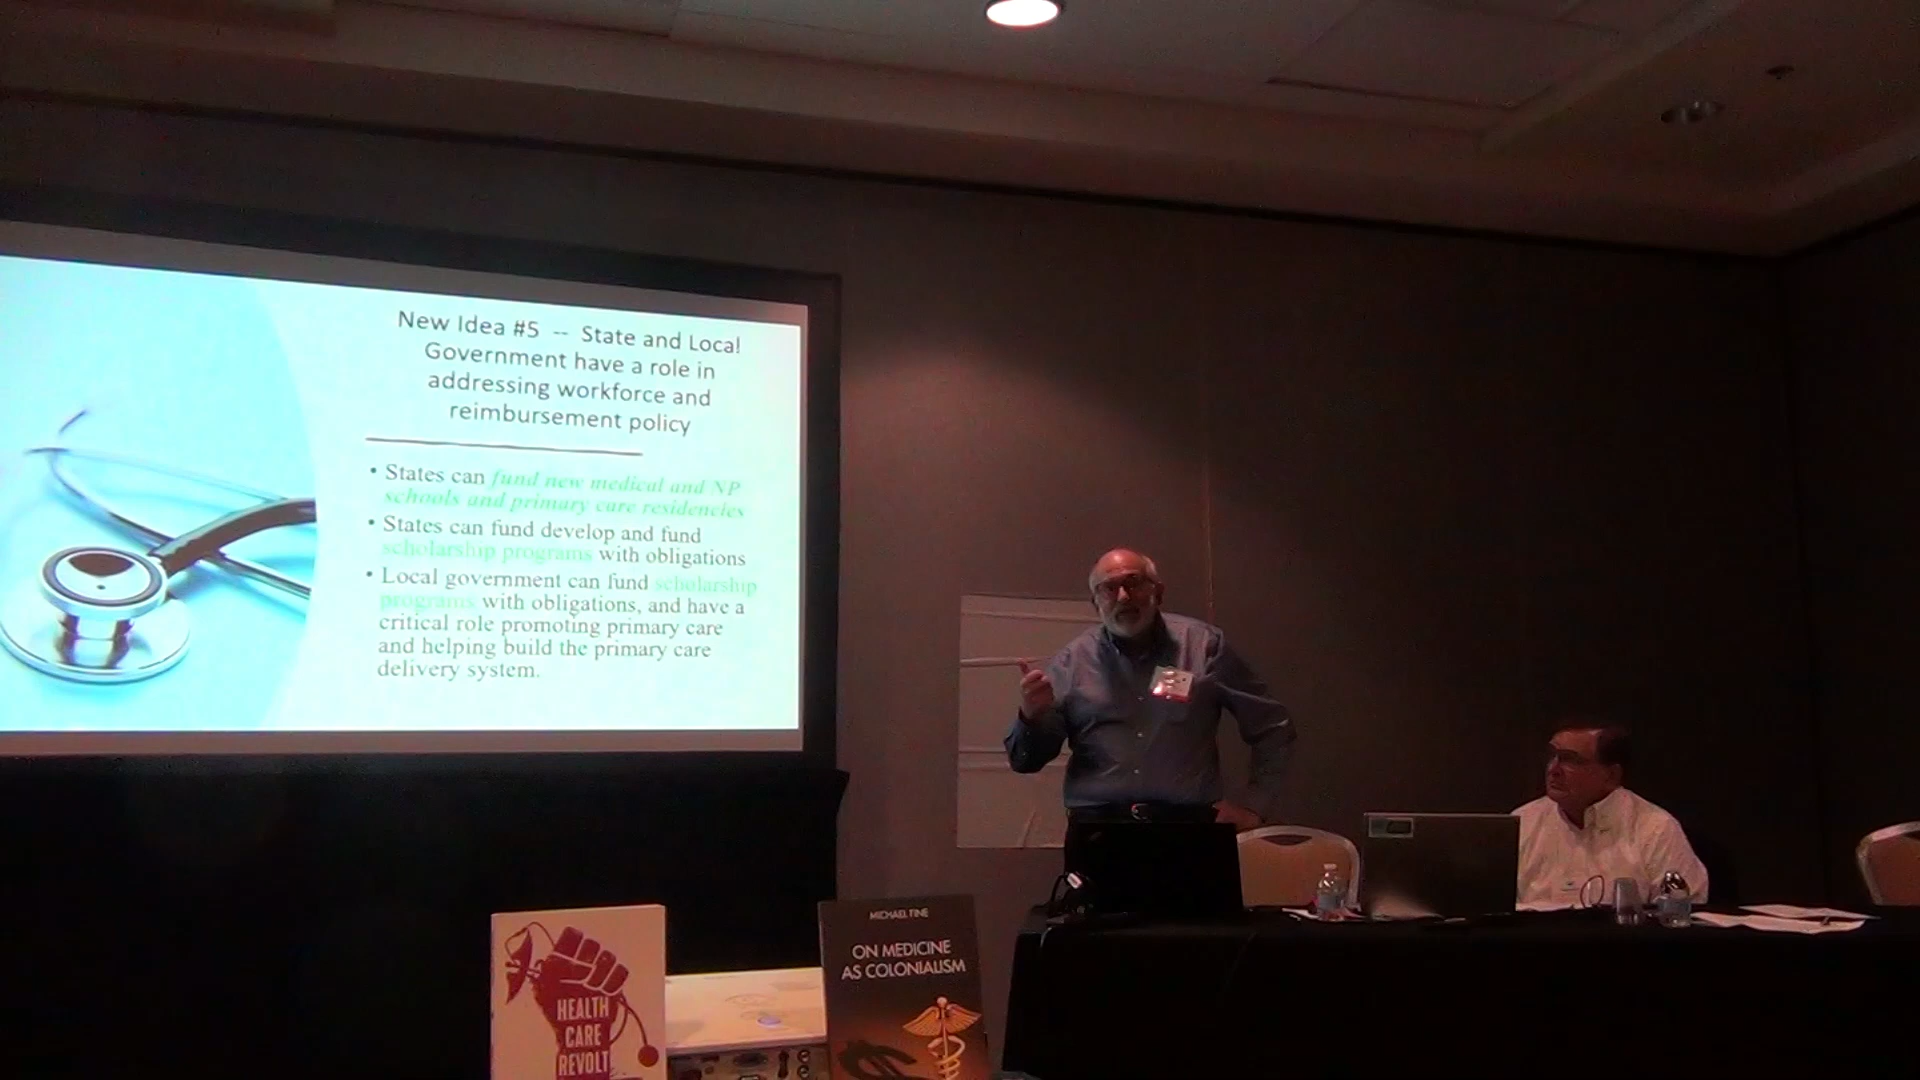 New Idea #5 -- State and Local
Government have a role in
addressing workforce and
reimbursement policy
• States can fund new medical and NP
schools and primary care residencies
• States can fund develop and fund
scholarship programs with obligations
• Local government can fund scholarship
programs with obligations, and have a
critical role promoting primary care
and helping build the primary care
delivery system.
HEALTH
CARE
REVOLT
MICHAEL FINE
ON MEDICINE
AS COLONIALISM